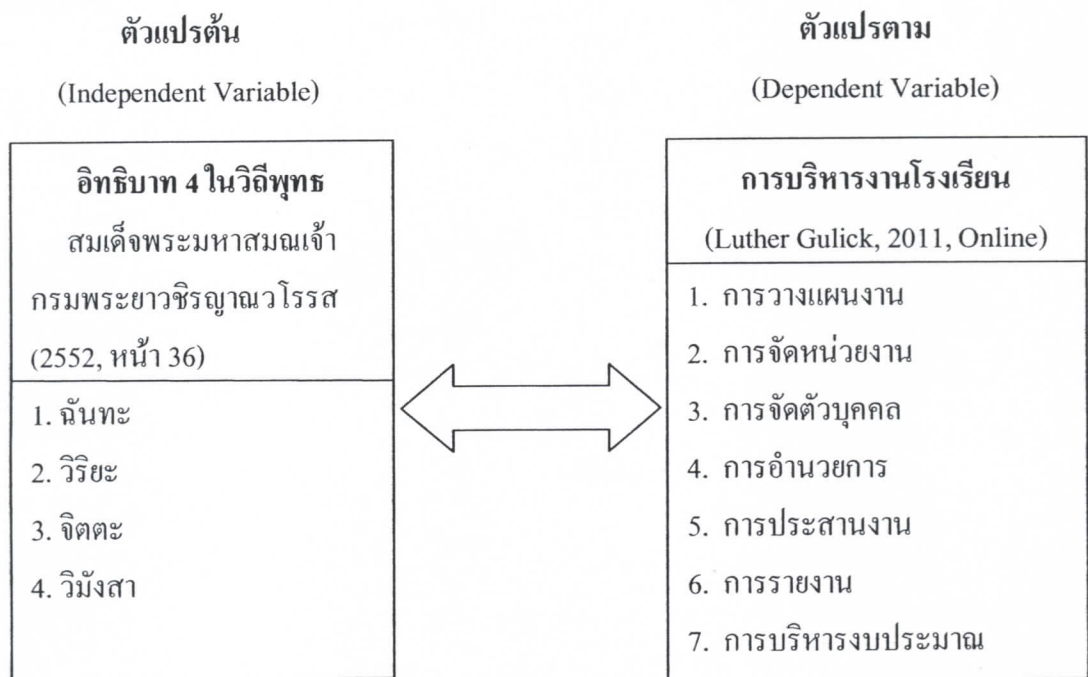 ตัวแปรต้น
(Independent Variable)
อิทธิบาท 4 ในวิถีพุทธ
สมเด็จพระมหาสมณเจ้า
กรมพระยาวชิรญาณวโรรส
(2552, หน้า 36)
1. ฉันทะ
2. วิริยะ
3. จิตตะ
4. วิมังสา
ตัวแปรตาม
(Dependent Variable)
การบริหารงานโรงเรียน
(Luther Gulick, 2011, Online)
1. การวางแผนงาน
2. การจัดหน่วยงาน
3. การจัดตัวบุคคล
4. การอำนวยการ
5. การประสานงาน
6. การรายงาน
7. การบริหารงบประมาณ